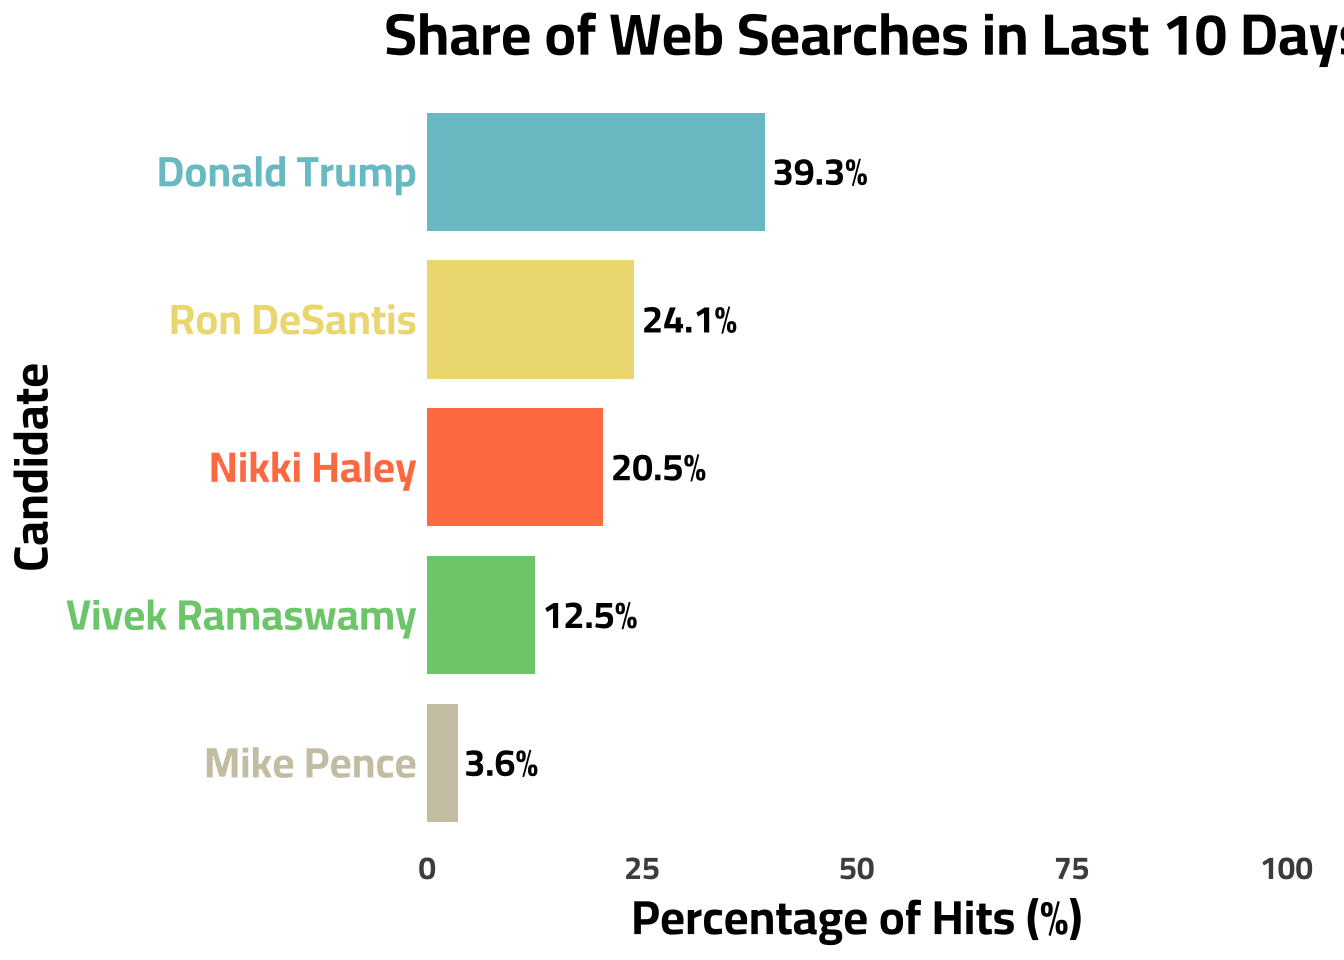 Share of Web Searches in Last 10 Days
Donald Trump
39.3%
Ron DeSantis
24.1%
Nikki Haley
20.5%
Vivek Ramaswamy
12.5%
Mike Pence
3.6%
Candidate
0 25 50 75 100
Percentage of Hits (%)